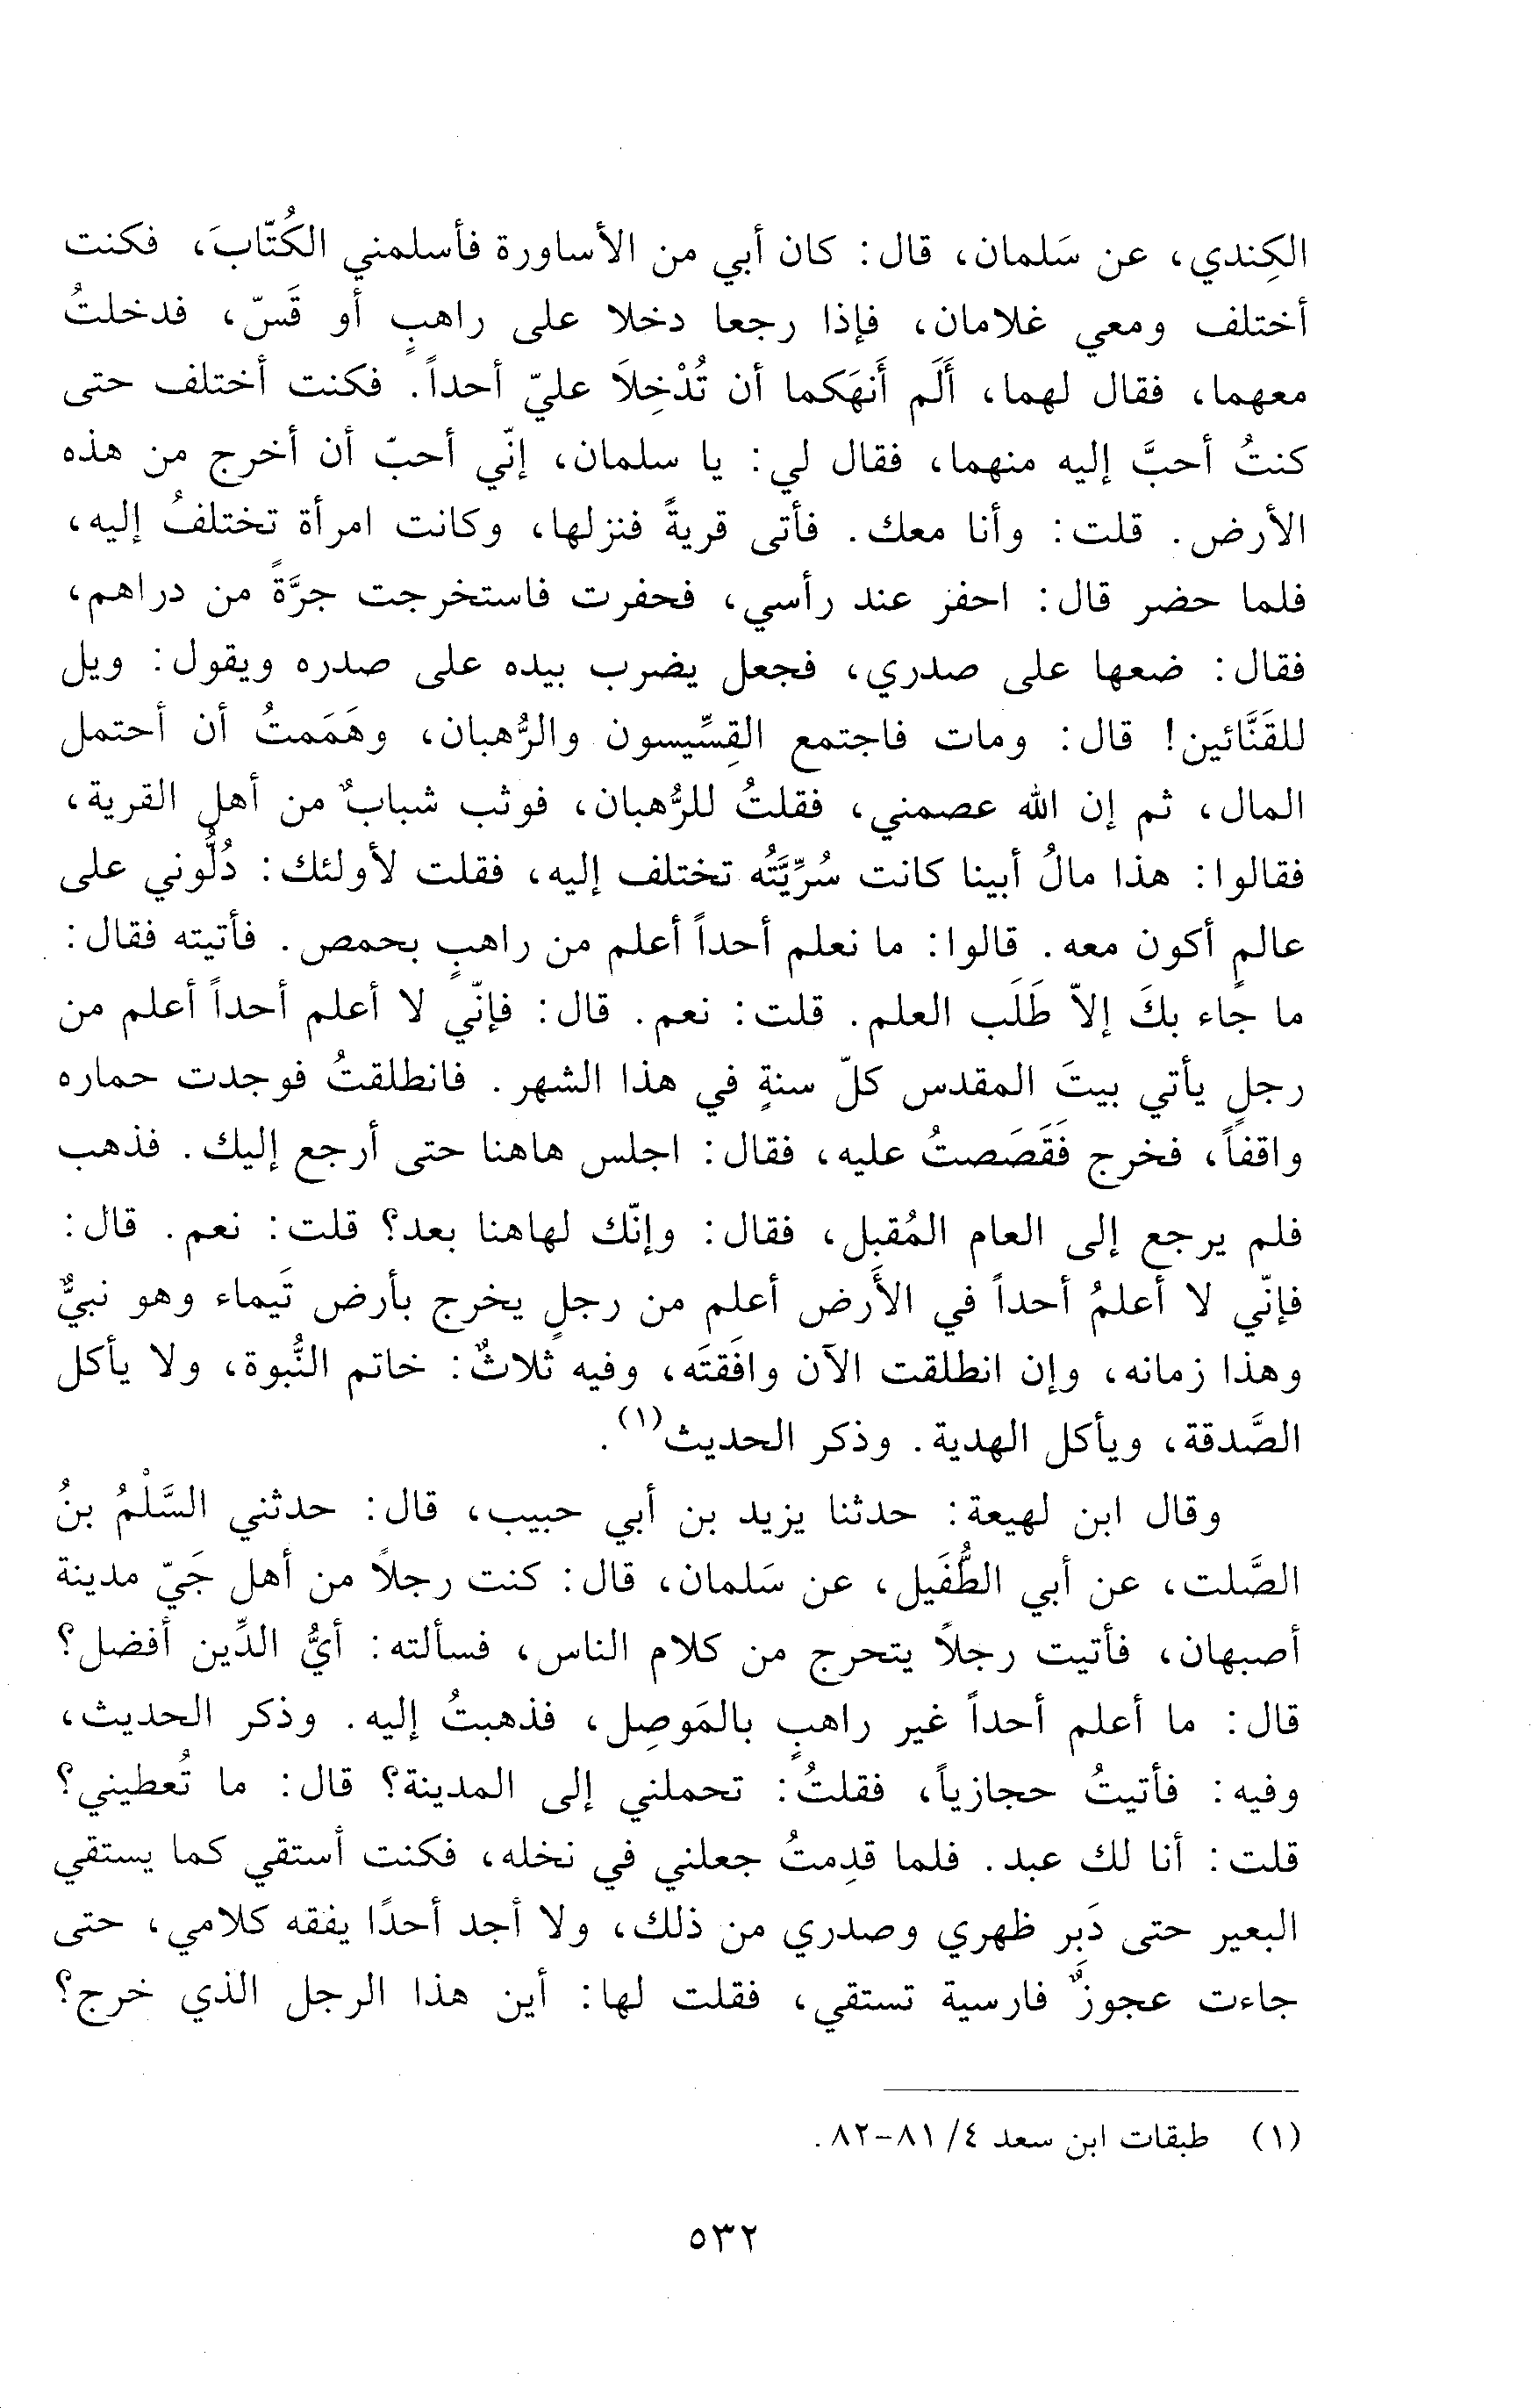 الكِندي، عن سَلمان، قال: كان أبي من الأساورة فأسلمني الكُتّابَ، فكنت
أختلف ومعي غلامان، فإذا رجعا دخلا على راهبٍ أو قَسّ، فدخلتُ
معهما، فقال لهما، أَلَم أَنهَكما أن تُدْخِلاَ عليّ أحداً. فكنت أختلف حتى
كنتُ أحبَّ إليه منهما، فقال لي: يا سلمان، إنّي أحبّ أن أخرج من هذه
الأرض. قلت: وأنا معك. فأتى قريةً فنزلها، وكانت امرأة تختلفُ إليه،
فلما حضر قال: احفر عند رأسي، فحفرت فاستخرجت جرَّةً من دراهم،
فقال: ضعها على صدري، فجعل يضرب بيده على صدره ويقول: ويل
للقَنَّائين! قال: ومات فاجتمع القِسِّيسون والرُّهبان، وهَمَمتُ أن أحتمل
المال، ثم إن الله عصمني، فقلتُ للرُّهبان، فوثب شبابٌ من أهل القرية،
فقالوا: هذا مالُ أبينا كانت سُرِّيَّتُه تختلف إليه، فقلت لأولئك: دُلُّوني على
عالمٍ أكون معه. قالوا: ما نعلم أحداً أعلم من راهبٍ بحمص. فأتيته فقال:
ما جاء بكَ إلاّ طَلَب العلم. قلت: نعم. قال: فإنّي لا أعلم أحداً أعلم من
رجلٍ يأتي بيتَ المقدس كلّ سنةٍ في هذا الشهر. فانطلقتُ فوجدت حماره
واقفاً، فخرج فَقَصَصتُ عليه، فقال: اجلس هاهنا حتى أرجع إليك. فذهب
فلم يرجع إلى العام المُقبل، فقال: وإنّك لهاهنا بعد؟ قلت: نعم. قال:
فإنّي لا أعلمُ أحداً في الأَرض أعلم من رجلٍ يخرج بأرض تَيماء وهو نبيٌّ
وهذا زمانه، وإن انطلقت الآن وافَقتَه، وفيه ثلاثٌ: خاتم النُّبوة، ولا يأكل
الصَّدقة، ويأكل الهدية. وذكر الحديث(١).
وقال ابن لهيعة: حدثنا يزيد بن أبي حبيب، قال: حدثني السَّلْمُ بنُ
الصَّلت، عن أبي الطُّفَيل، عن سَلمان، قال: كنت رجلاً من أهل جَيّ مدينة
أصبهان، فأتيت رجلاً يتحرج من كلام الناس، فسألته: أيُّ الدِّين أفضل؟
قال: ما أعلم أحداً غير راهبٍ بالمَوصِل، فذهبتُ إليه. وذكر الحديث،
وفيه: فأتيتُ حجازياً، فقلتُ: تحملني إلى المدينة؟ قال: ما تُعطيني؟
قلت: أنا لك عبد. فلما قدِمتُ جعلني في نخله، فكنت أستقي كما يستقي
البعير حتى دَبِر ظهري وصدري من ذلك، ولا أجد أحدًا يفقه كلامي، حتى
جاءت عجوزٌ فارسية تستقي، فقلت لها: أين هذا الرجل الذي خرج؟
(١) طبقات ابن سعد ٤/ ٨١-٨٢.
٥٣٢